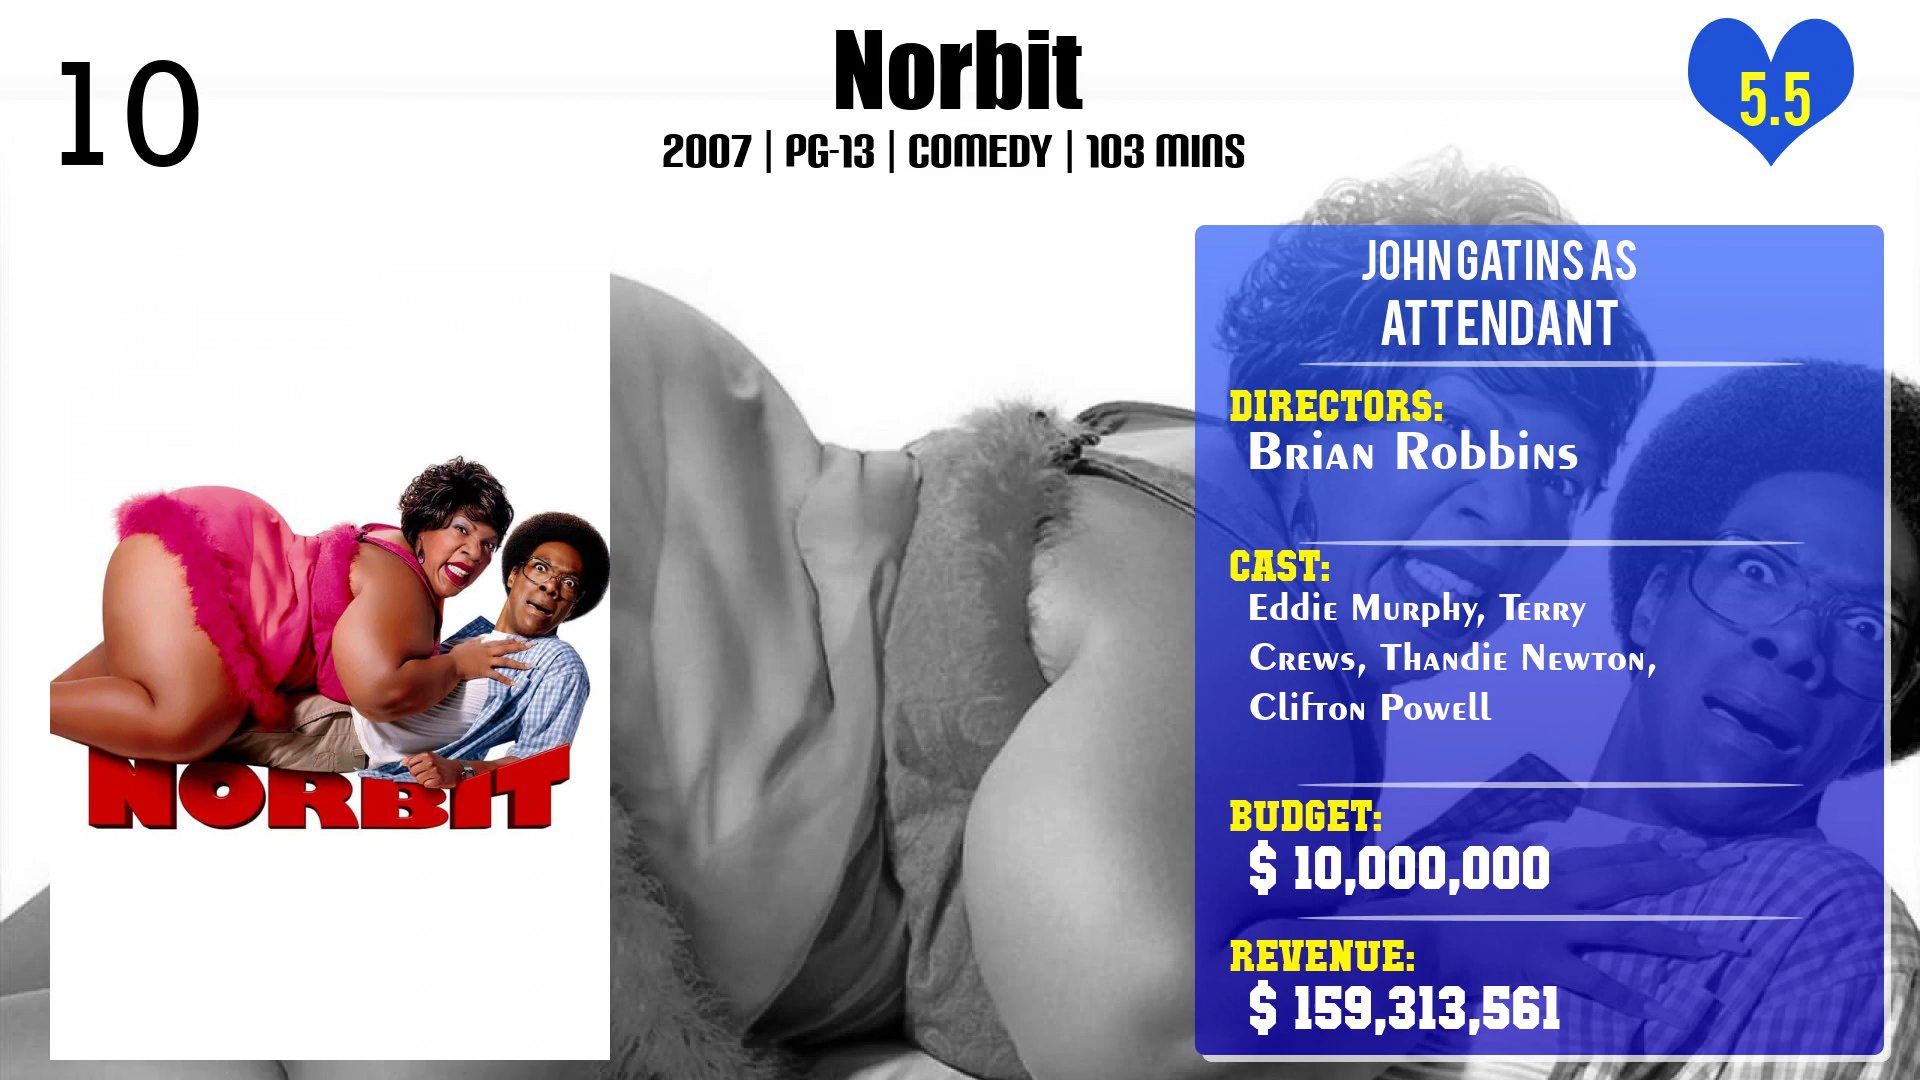 10
Norbit
2007 | PG-13 | COMEDY | 103 MINS
5.5
NORBIT
JOHN GATINS AS
ATTENDANT
DIRECTORS:
Brian Robbins
CAST:
Eddie Murphy, Terry
Crews, Thandie Newton,
Clifton Powell
BUDGET:
$ 10,000,000
REVENUE:
$ 159,313,561